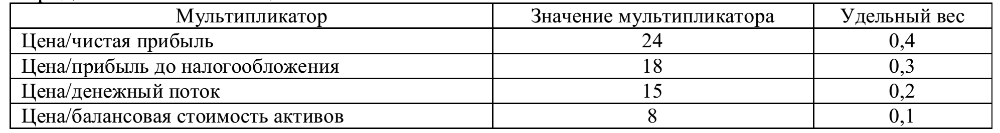 Мультипликатор Значение мультипликатора Удельный вес
Цена/чистая прибыль 24 0,4
Цена/прибыль до налогообложения 18 0,3
Цена/денежный поток 15 0,2
Цена/балансовая стоимость активов 8 0,1